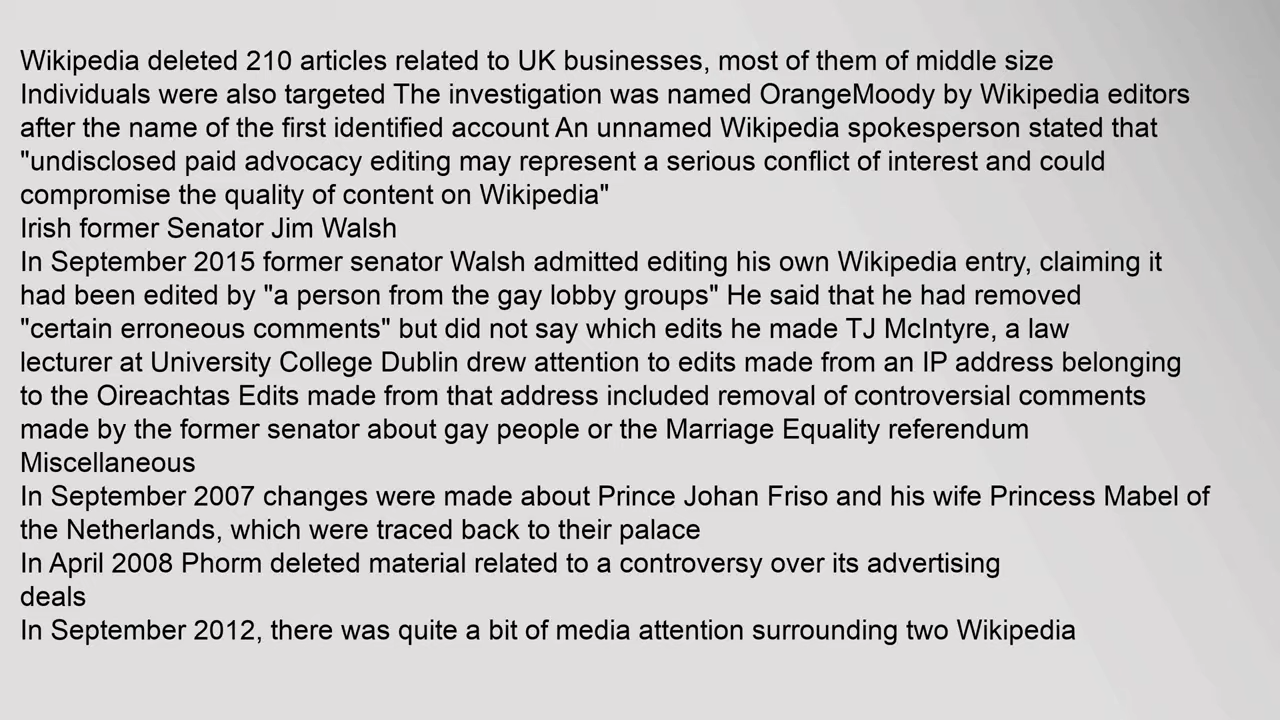 Wikipedia deleted 210 articles related to UK businesses, most of them of middle size
Individuals were also targeted The investigation was named OrangeMoody by Wikipedia editors
after the name of the first identified account An unnamed Wikipedia spokesperson stated that
"undisclosed paid advocacy editing may represent a serious conflict of interest and could
compromise the quality of content on Wikipedia"
Irish former Senator Jim Walsh
In September 2015 former senator Walsh admitted editing his own Wikipedia entry, claiming it
had been edited by "a person from the gay lobby groups" He said that he had removed
"certain erroneous comments" but did not say which edits he made TJ McIntyre, a law
lecturer at University College Dublin drew attention to edits made from an IP address belonging
to the Oireachtas Edits made from that address included removal of controversial comments
made by the former senator about gay people or the Marriage Equality referendum
Miscellaneous
In September 2007 changes were made about Prince Johan Friso and his wife Princess Mabel of
the Netherlands, which were traced back to their palace
In April 2008 Phorm deleted material related to a controversy over its advertising
deals
In September 2012, there was quite a bit of media attention surrounding two Wikipedia